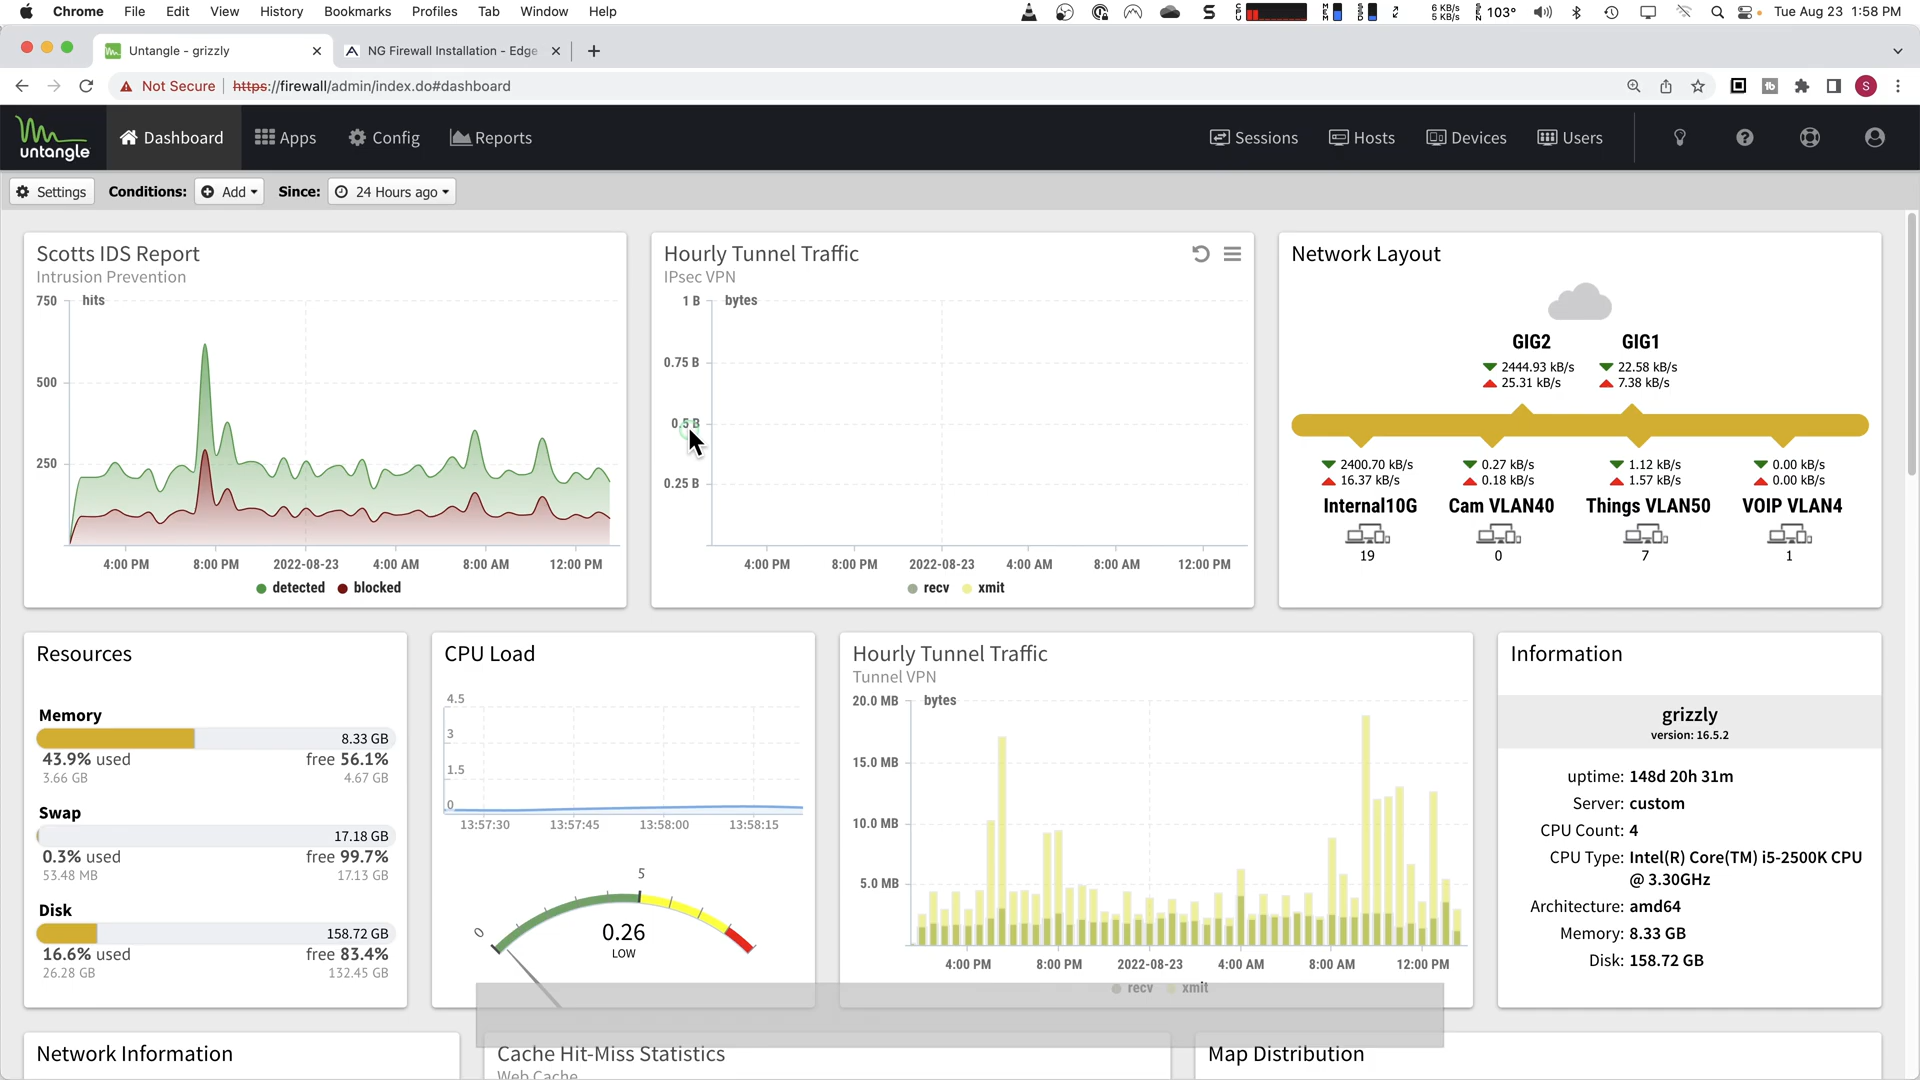 Chrome File Edit View History Bookmarks Profiles Tab Window Help
6 KB/s
5 KB/s
103° Tue Aug 23 1:58 PM
Untangle - grizzly
NG Firewall Installation - Edge
Not Secure https://firewall/admin/index.do#dashboard
untangle
Dashboard Apps Config Reports Sessions Hosts Devices Users
Settings Conditions: Add Since: 24 Hours ago
Scotts IDS Report
Intrusion Prevention
750 hits
500
250
4:00 PM 8:00 PM 2022-08-23 4:00 AM 8:00 AM 12:00 PM
detected blocked
Hourly Tunnel Traffic
IPsec VPN
1 B bytes
0.75 B
0.5 B
0.25 B
4:00 PM 8:00 PM 2022-08-23 4:00 AM 8:00 AM 12:00 PM
recv xmit
Network Layout
GIG2 GIG1
2444.93 kB/s 22.58 kB/s
25.31 kB/s 7.38 kB/s
2400.70 kB/s 0.27 kB/s 1.12 kB/s 0.00 kB/s
16.37 kB/s 0.18 kB/s 1.57 kB/s 0.00 kB/s
Internal10G Cam VLAN40 Things VLAN50 VOIP VLAN4
19 0 7 1
Resources
Memory
8.33 GB
43.9% used free 56.1%
3.66 GB 4.67 GB
Swap
17.18 GB
0.3% used free 99.7%
53.48 MB 17.13 GB
Disk
158.72 GB
16.6% used free 83.4%
26.28 GB 132.45 GB
CPU Load
4.5
3
1.5
0
13:57:30 13:57:45 13:58:00 13:58:15
5
0
0.26
LOW
Hourly Tunnel Traffic
Tunnel VPN
20.0 MB bytes
15.0 MB
10.0 MB
5.0 MB
4:00 PM 8:00 PM 2022-08-23 4:00 AM 8:00 AM 12:00 PM
recv xmit
Information
grizzly
version: 16.5.2
uptime: 148d 20h 31m
Server: custom
CPU Count: 4
CPU Type: Intel(R) Core(TM) i5-2500K CPU
@ 3.30GHz
Architecture: amd64
Memory: 8.33 GB
Disk: 158.72 GB
Network Information
Cache Hit-Miss Statistics
Web Cache
Map Distribution